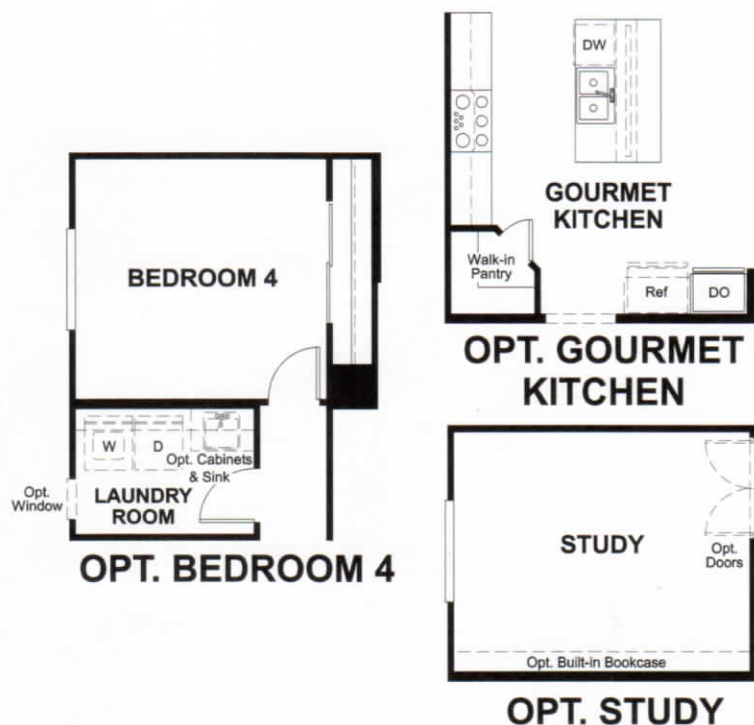 BEDROOM 4
W
D
Opt. Cabinets
& Sink
Opt.
Window
LAUNDRY
ROOM
OPT. BEDROOM 4
DW
GOURMET
KITCHEN
Walk-in
Pantry
Ref
DO
OPT. GOURMET
KITCHEN
STUDY
Opt.
Doors
Opt. Built-in Bookcase
OPT. STUDY